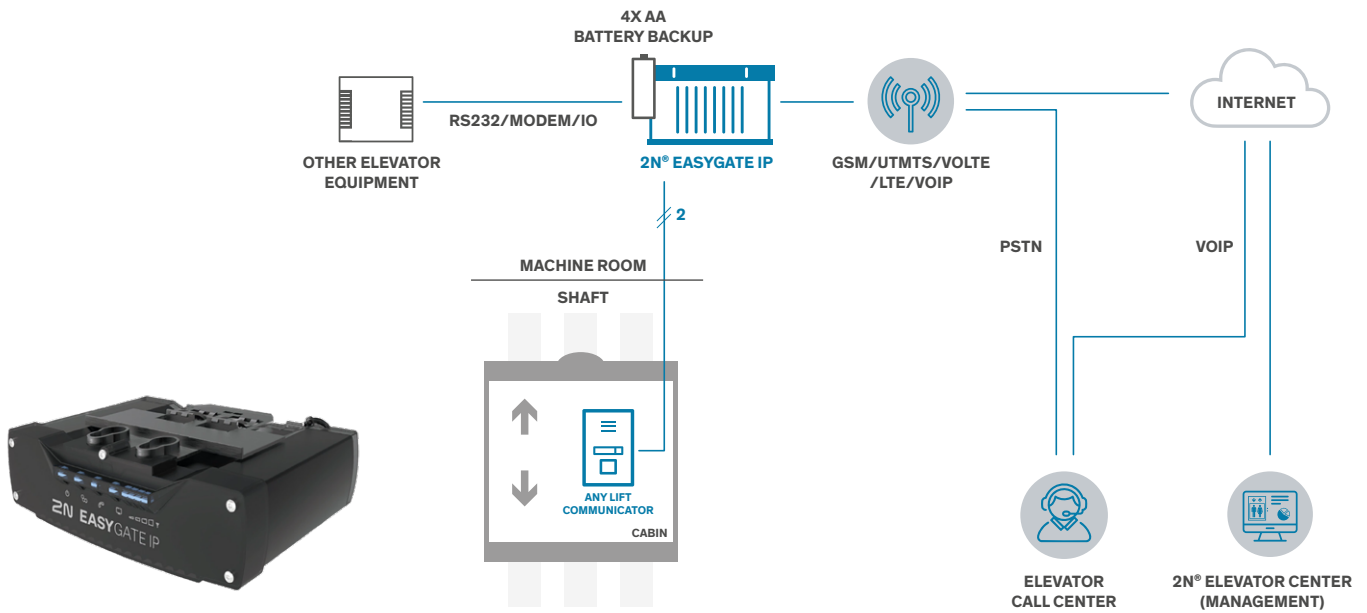 4X AA
BATTERY BACKUP
RS232/MODEM/IO
INTERNET
OTHER ELEVATOR
EQUIPMENT
2N® EASYGATE IP
GSM/UTMTS/VOLTE
/LTE/VOIP
2
PSTN
VOIP
MACHINE ROOM
SHAFT
ANY LIFT
COMMUNICATOR
CABIN
2N EASYGATE IP
ELEVATOR
CALL CENTER
2N® ELEVATOR CENTER
(MANAGEMENT)